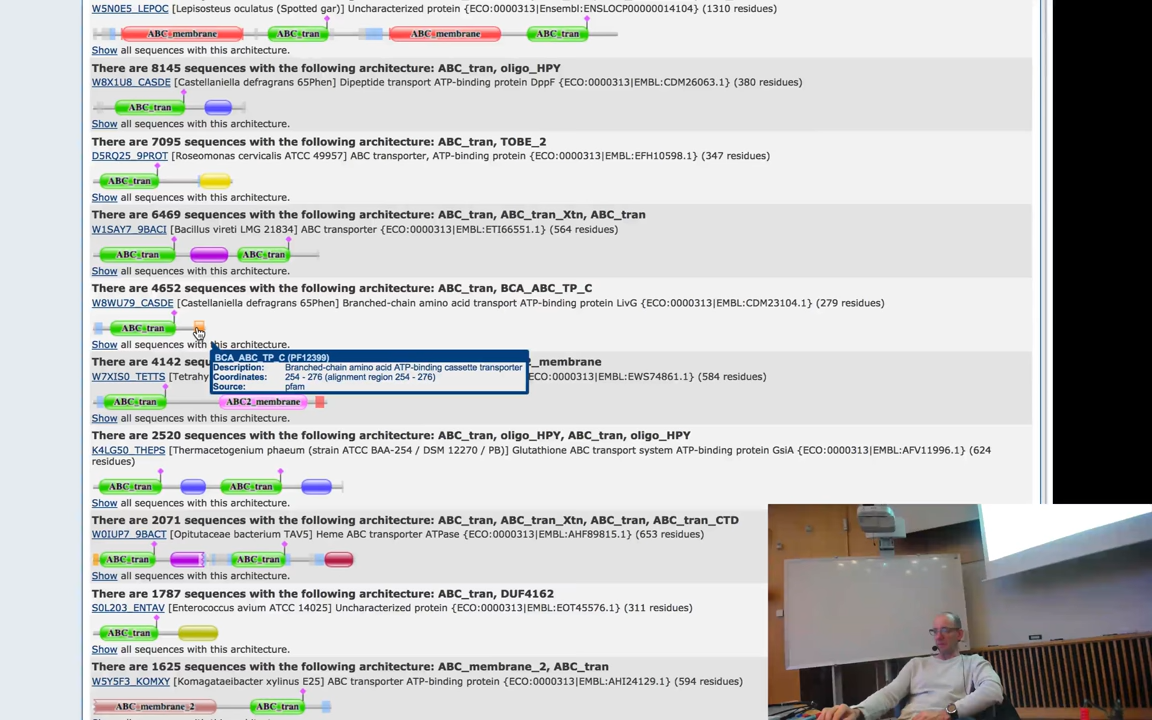 W5N0E5_LEPOC [Lepisosteus oculatus (Spotted gar)] Uncharacterized protein {ECO:0000313|Ensembl:ENSLOCP00000014104} (1310 residues)
ABC_membrane ABC_tran ABC_membrane ABC_tran
Show all sequences with this architecture.
There are 8145 sequences with the following architecture: ABC_tran, oligo_HPY
W8X1U8_CASDE [Castellaniella defragrans 65Phen] Dipeptide transport ATP-binding protein DppF {ECO:0000313|EMBL:CDM26063.1} (380 residues)
ABC_tran
Show all sequences with this architecture.
There are 7095 sequences with the following architecture: ABC_tran, TOBE_2
D5RQ25_9PROT [Roseomonas cervicalis ATCC 49957] ABC transporter, ATP-binding protein {ECO:0000313|EMBL:EFH10598.1} (347 residues)
ABC_tran
Show all sequences with this architecture.
There are 6469 sequences with the following architecture: ABC_tran, ABC_tran_Xtn, ABC_tran
W1SAY7_9BACI [Bacillus vireti LMG 21834] ABC transporter {ECO:0000313|EMBL:ETI66551.1} (564 residues)
ABC_tran ABC_tran
Show all sequences with this architecture.
There are 4652 sequences with the following architecture: ABC_tran, BCA_ABC_TP_C
W8WU79_CASDE [Castellaniella defragrans 65Phen] Branched-chain amino acid transport ATP-binding protein LivG {ECO:0000313|EMBL:CDM23104.1} (279 residues)
ABC_tran
Show all sequences with this architecture.
BCA_ABC_TP_C (PF12399)
Description: Branched-chain amino acid ATP-binding cassette transporter
Coordinates: 254 - 276 (alignment region 254 - 276)
Source: pfam
There are 4142 sequ 2_membrane
W7XIS0_TETTS [Tetrahy ECO:0000313|EMBL:EWS74861.1} (584 residues)
ABC_tran ABC2_membrane
Show all sequences with this architecture.
There are 2520 sequences with the following architecture: ABC_tran, oligo_HPY, ABC_tran, oligo_HPY
K4LG50_THEPS [Thermacetogenium phaeum (strain ATCC BAA-254 / DSM 12270 / PB)] Glutathione ABC transport system ATP-binding protein GsiA {ECO:0000313|EMBL:AFV11996.1} (624
residues)
ABC_tran ABC_tran
Show all sequences with this architecture.
There are 2071 sequences with the following architecture: ABC_tran, ABC_tran_Xtn, ABC_tran, ABC_tran_CTD
W0IUP7_9BACT [Opitutaceae bacterium TAV5] Heme ABC transporter ATPase {ECO:0000313|EMBL:AHF89815.1} (653 residues)
ABC_tran ABC_tran
Show all sequences with this architecture.
There are 1787 sequences with the following architecture: ABC_tran, DUF4162
S0L203_ENTAV [Enterococcus avium ATCC 14025] Uncharacterized protein {ECO:0000313|EMBL:EOT45576.1} (311 residues)
ABC_tran
Show all sequences with this architecture.
There are 1625 sequences with the following architecture: ABC_membrane_2, ABC_tran
W5Y5F3_KOMXY [Komagataeibacter xylinus E25] ABC transporter ATP-binding protein {ECO:0000313|EMBL:AHI24129.1} (594 residues)
ABC_membrane_2 ABC_tran